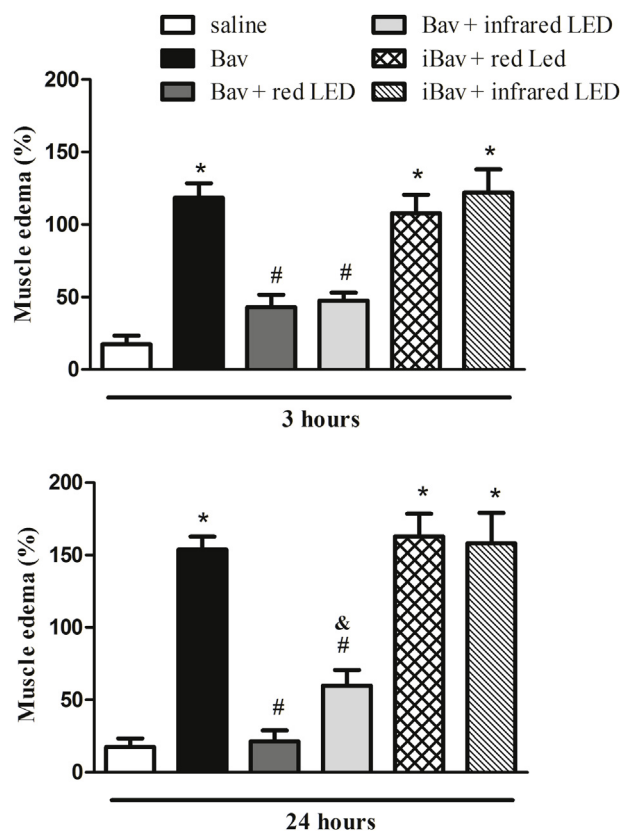 saline
Bav
Bav + red LED
Bav + infrared LED
iBav + red Led
iBav + infrared LED
Muscle edema (%)
200
150
100
50
0
*
#
#
*
*
3 hours
Muscle edema (%)
200
150
100
50
0
*
#
&
#
*
*
24 hours